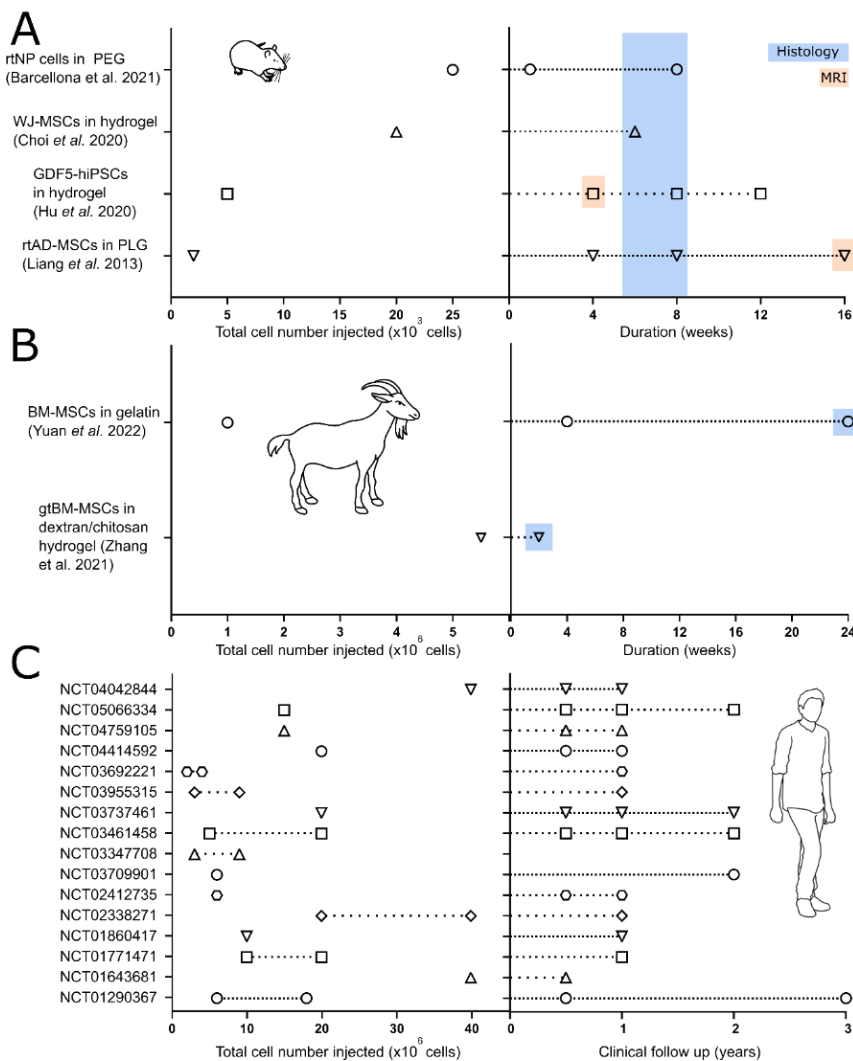 A
rtNP cells in PEG
(Barcellona et al. 2021)
Histology
MRI
WJ-MSCs in hydrogel
(Choi et al. 2020)
GDF5-hiPSCs
in hydrogel
(Hu et al. 2020)
rtAD-MSCs in PLG
(Liang et al. 2013)
0 5 10 15 20 25 0 4 8 12 16
Total cell number injected (x10³ cells) Duration (weeks)
B
BM-MSCs in gelatin
(Yuan et al. 2022)
gtBM-MSCs in
dextran/chitosan
hydrogel (Zhang
et al. 2021)
0 1 2 3 4 5 0 4 8 12 16 20 24
Total cell number injected (x10⁶ cells) Duration (weeks)
C
NCT04042844
NCT05066334
NCT04759105
NCT04414592
NCT03692221
NCT03955315
NCT03737461
NCT03461458
NCT03347708
NCT03709901
NCT02412735
NCT02338271
NCT01860417
NCT01771471
NCT01643681
NCT01290367
0 10 20 30 40 0 1 2 3
Total cell number injected (x10⁶ cells) Clinical follow up (years)